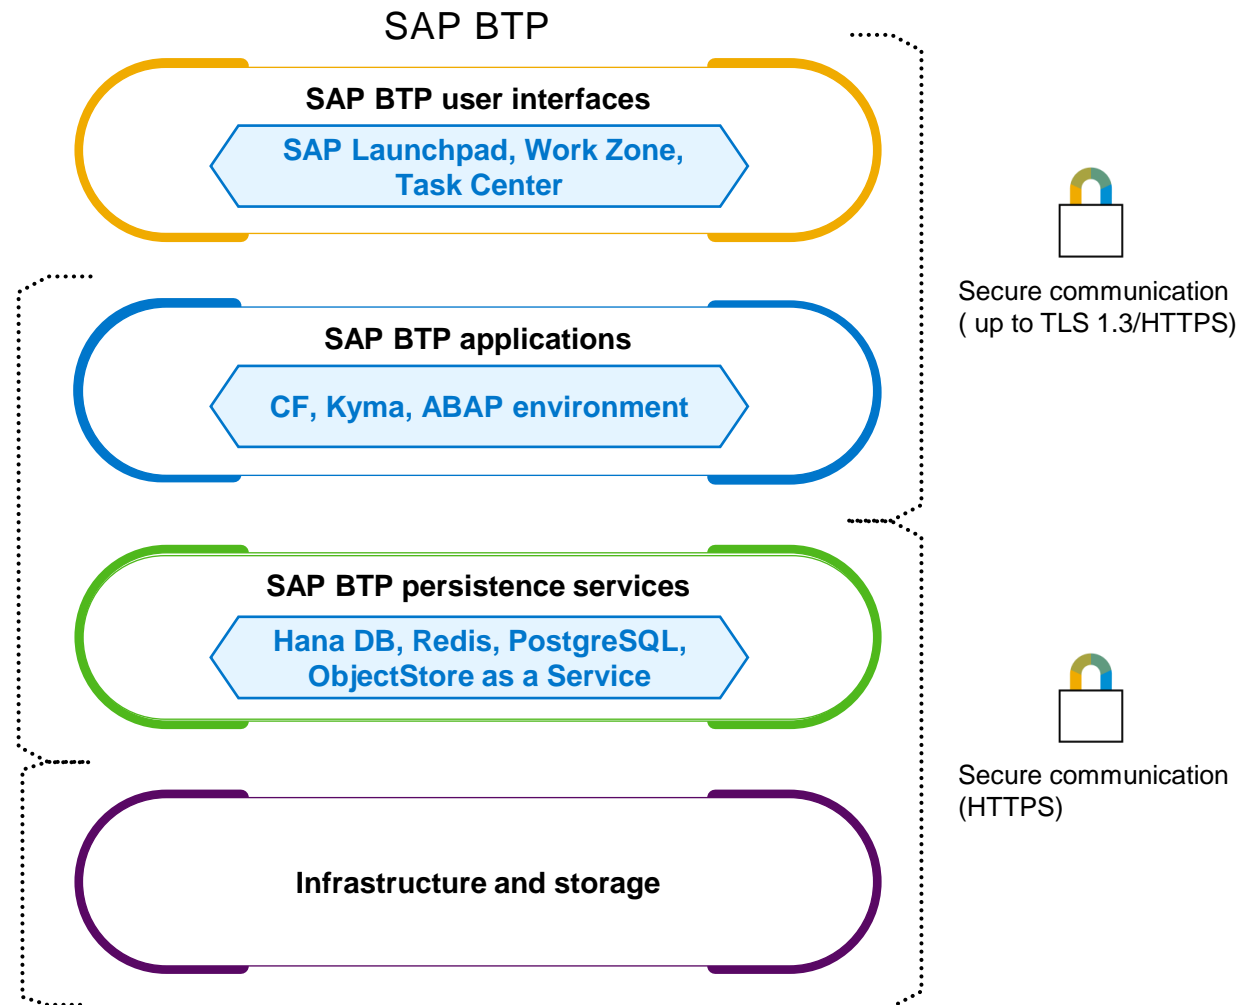 SAP BTP
SAP BTP user interfaces
SAP Launchpad, Work Zone,
Task Center
Secure communication
( up to TLS 1.3/HTTPS)
SAP BTP applications
CF, Kyma, ABAP environment
SAP BTP persistence services
Hana DB, Redis, PostgreSQL,
ObjectStore as a Service
Secure communication
(HTTPS)
Infrastructure and storage